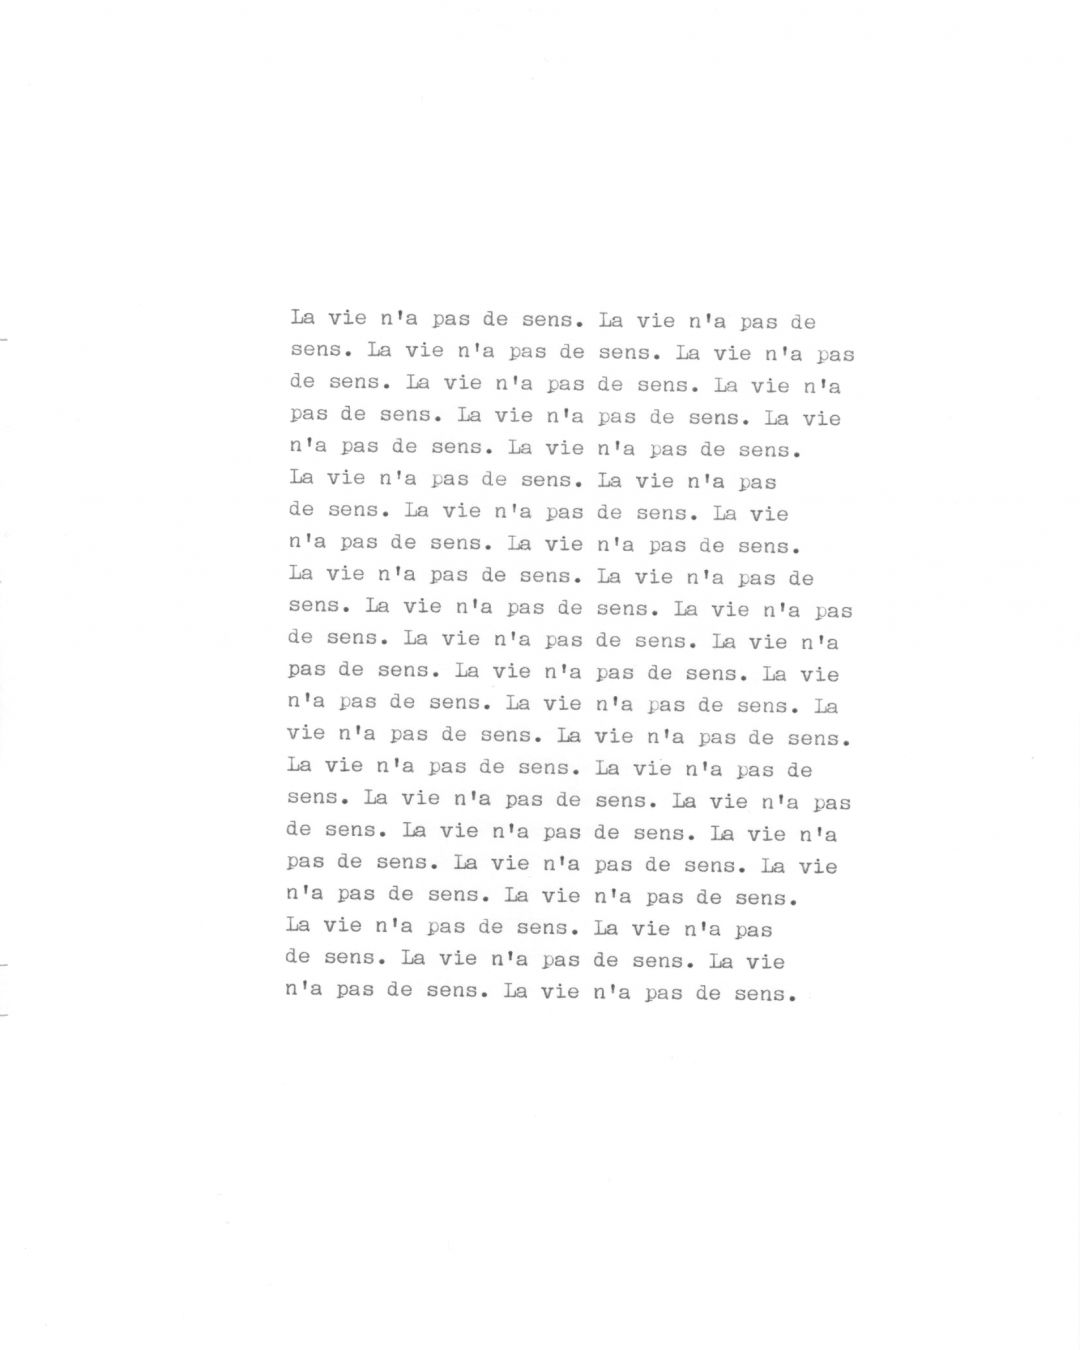 La vie n'a pas de sens. La vie n'a pas de
sens. La vie n'a pas de sens. La vie n'a pas
de sens. La vie n'a pas de sens. La vie n'a
pas de sens. La vie n'a pas de sens. La vie
n'a pas de sens. La vie n'a pas de sens.
La vie n'a pas de sens. La vie n'a pas
de sens. La vie n'a pas de sens. La vie
n'a pas de sens. La vie n'a pas de sens.
La vie n'a pas de sens. La vie n'a pas de
sens. La vie n'a pas de sens. La vie n'a pas
de sens. La vie n'a pas de sens. La vie n'a
pas de sens. La vie n'a pas de sens. La vie
n'a pas de sens. La vie n'a pas de sens. La
vie n'a pas de sens. La vie n'a pas de sens.
La vie n'a pas de sens. La vie n'a pas de
sens. La vie n'a pas de sens. La vie n'a pas
de sens. La vie n'a pas de sens. La vie n'a
pas de sens. La vie n'a pas de sens. La vie
n'a pas de sens. La vie n'a pas de sens.
La vie n'a pas de sens. La vie n'a pas
de sens. La vie n'a pas de sens. La vie
n'a pas de sens. La vie n'a pas de sens.